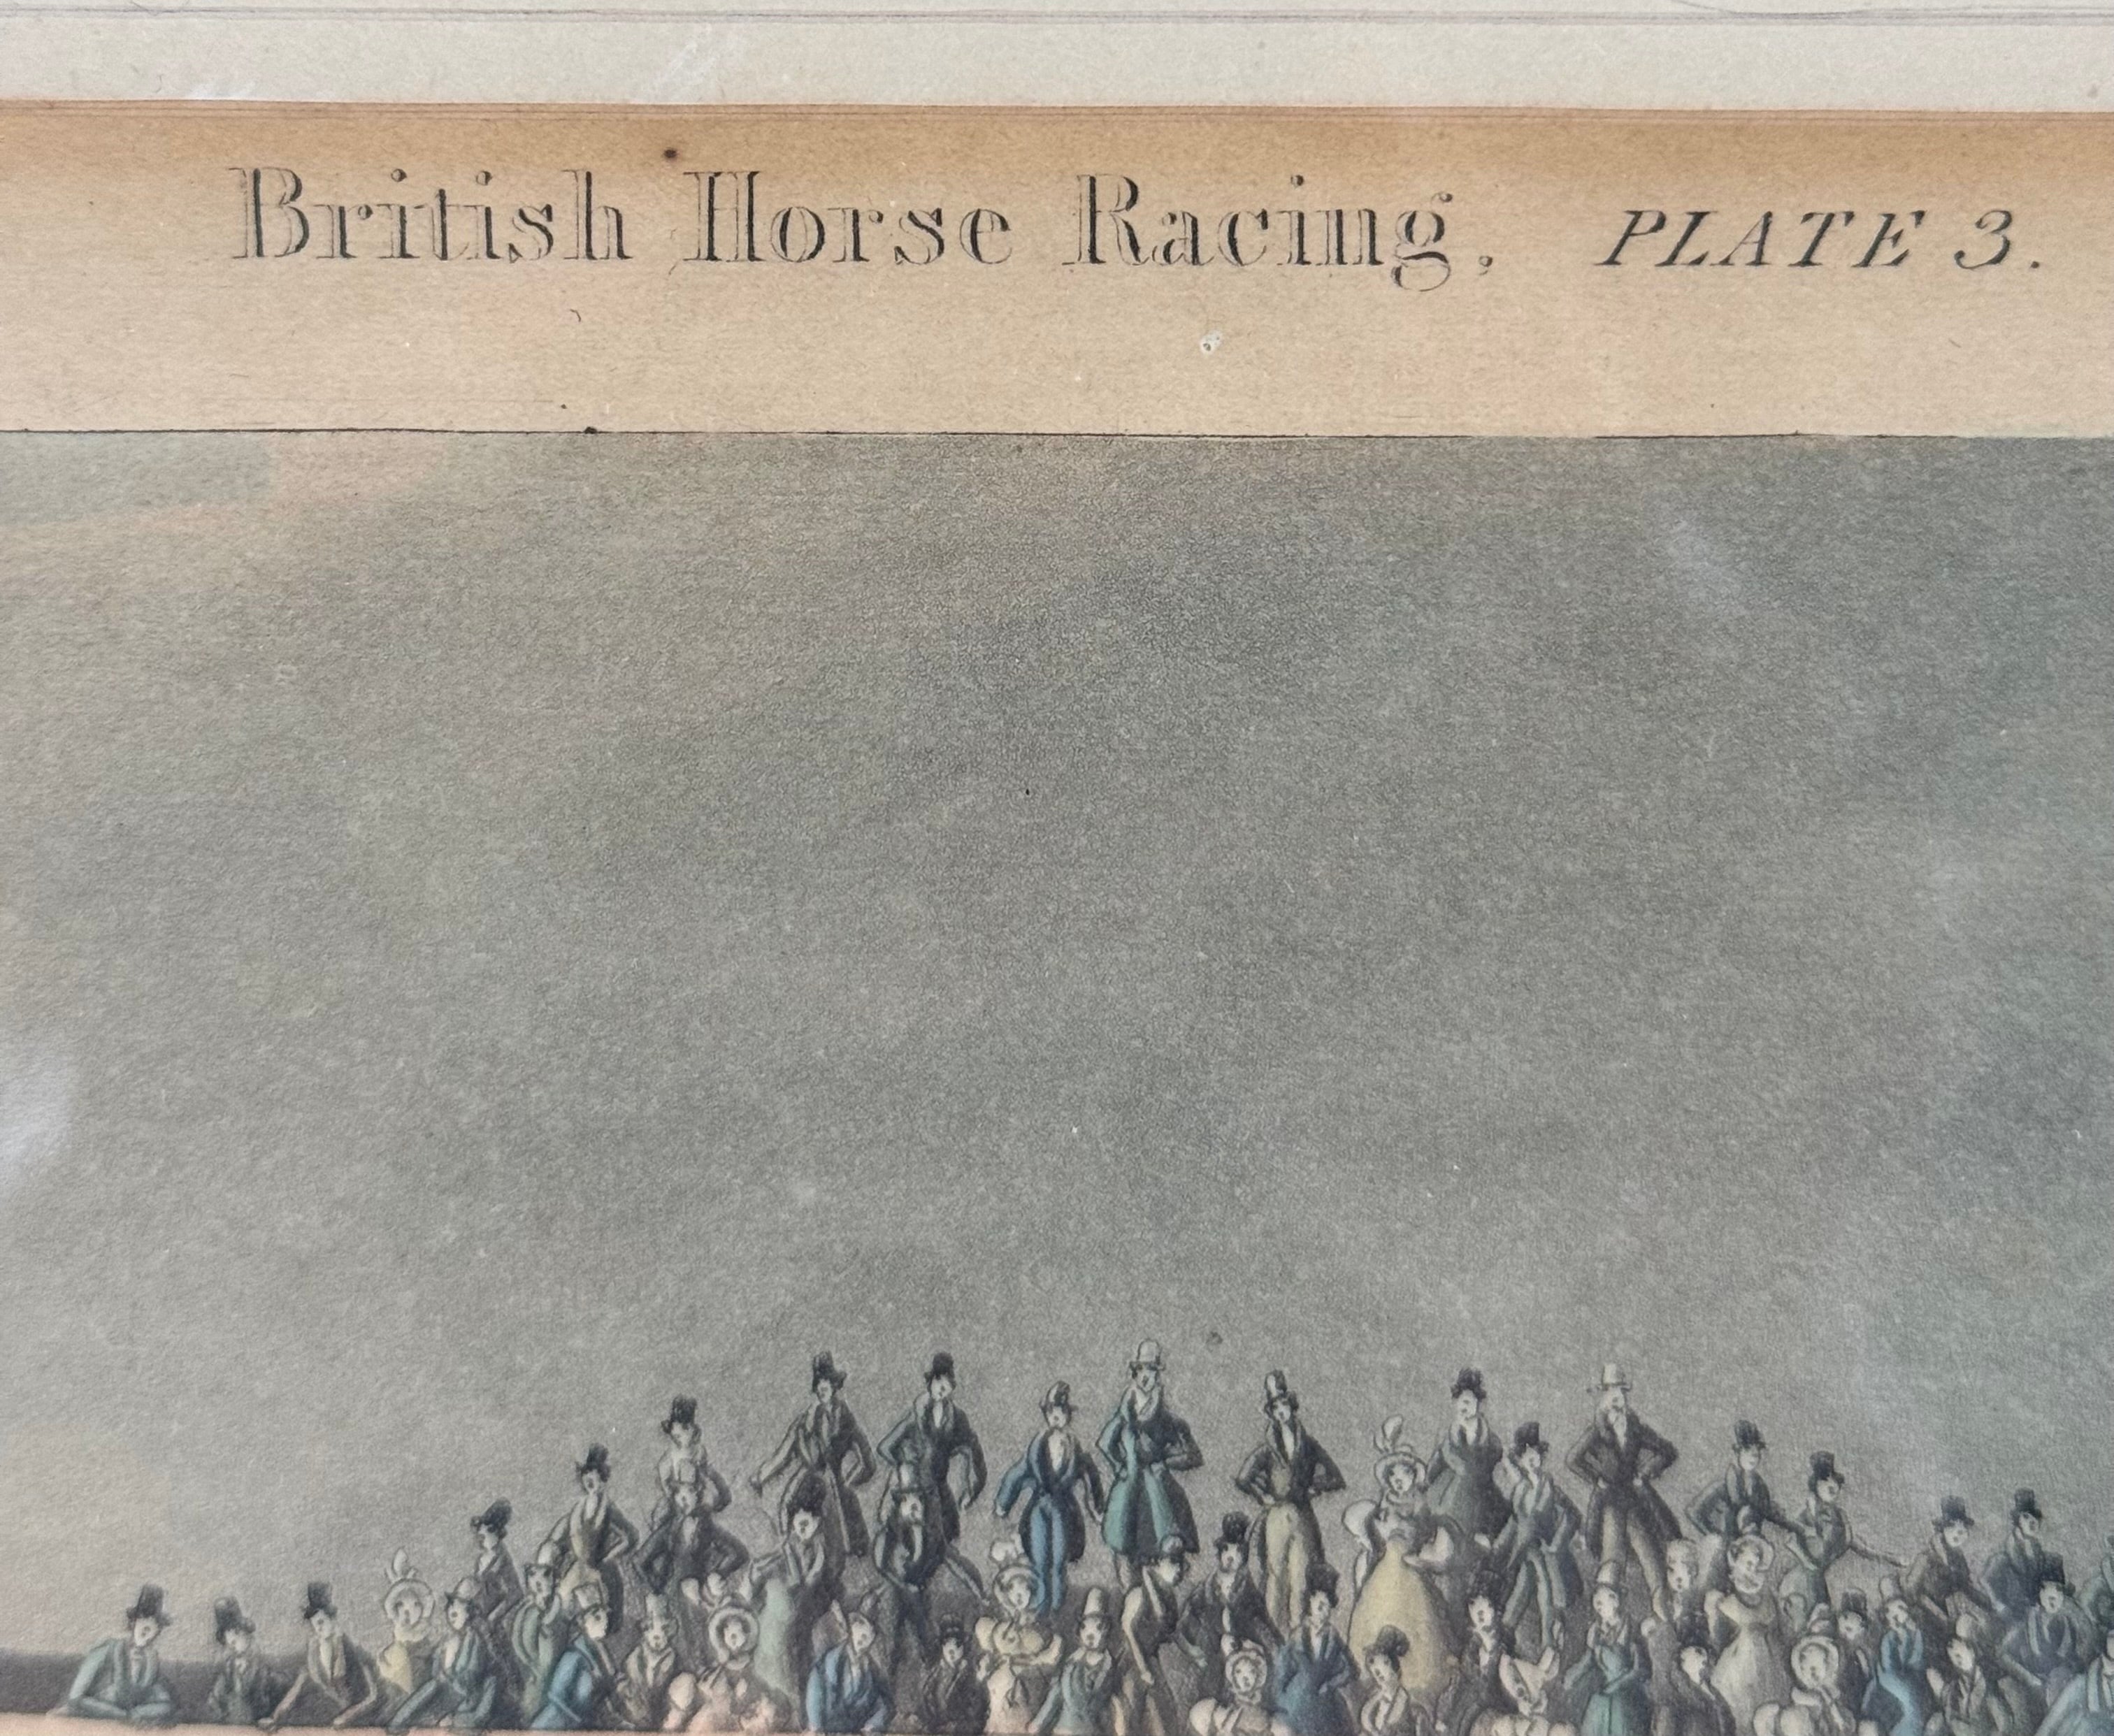 British Horse Racing, PLATE 3.